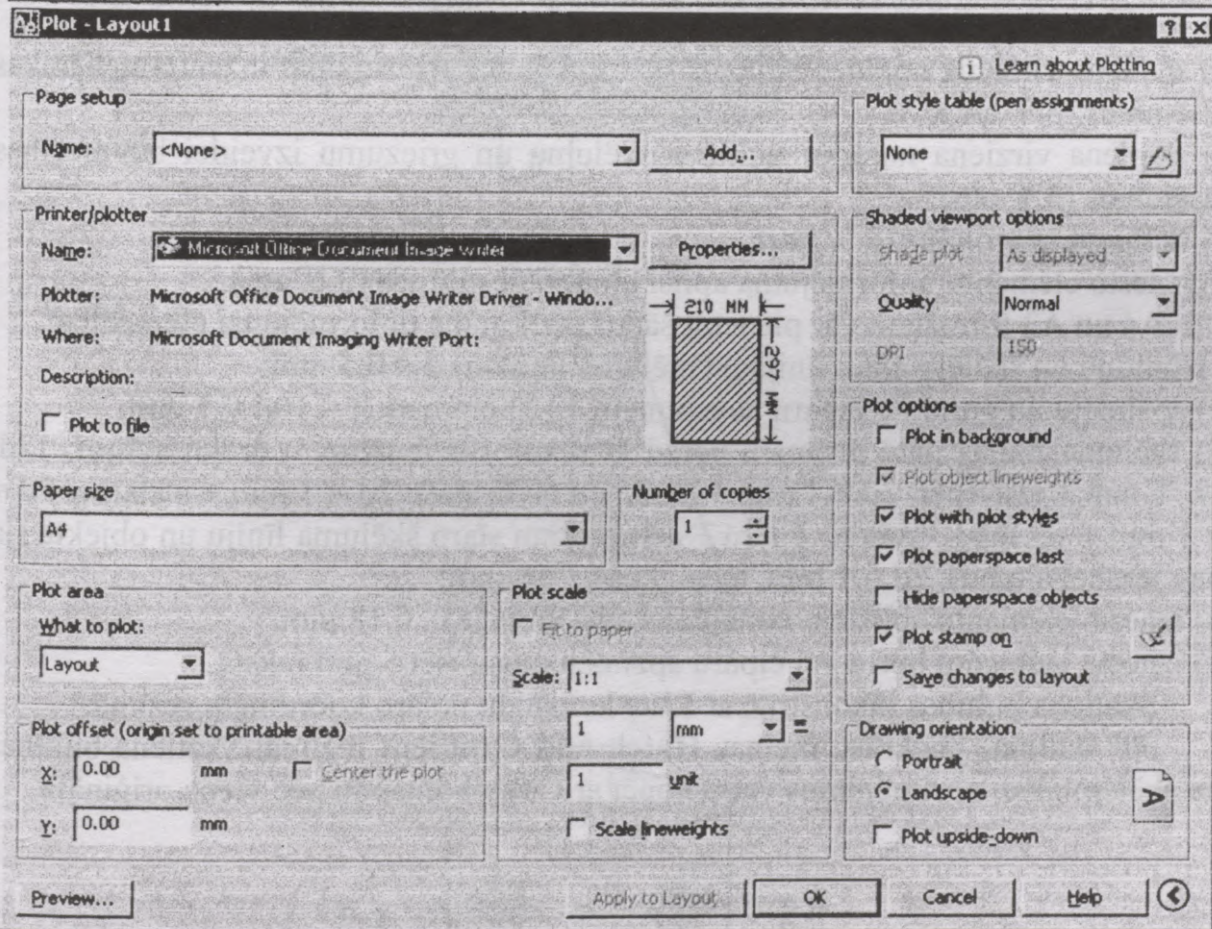 Plot - Layout1
Learn about Plotting
Page setup
Name: <None> Add...
Plot style table (pen assignments)
None
Printer/plotter
Name: Microsoft Office Document Image Writer Properties...
Plotter: Microsoft Office Document Image Writer Driver - Windo...
Where: Microsoft Document Imaging Writer Port:
Description:
Plot to file
210 MM
297 MM
Shaded viewport options
Shade plot As displayed
Quality Normal
DPI 150
Paper size
A4
Number of copies
1
Plot options
Plot in background
Plot object lineweights
Plot with plot styles
Plot paperspace last
Hide paperspace objects
Plot stamp on
Save changes to layout
Plot area
What to plot:
Layout
Plot scale
Fit to paper
Scale: 1:1
1 mm =
1 unit
Scale lineweights
Plot offset (origin set to printable area)
X: 0.00 mm Center the plot
Y: 0.00 mm
Drawing orientation
Portrait
Landscape
Plot upside-down
A
Preview... Apply to Layout OK Cancel Help